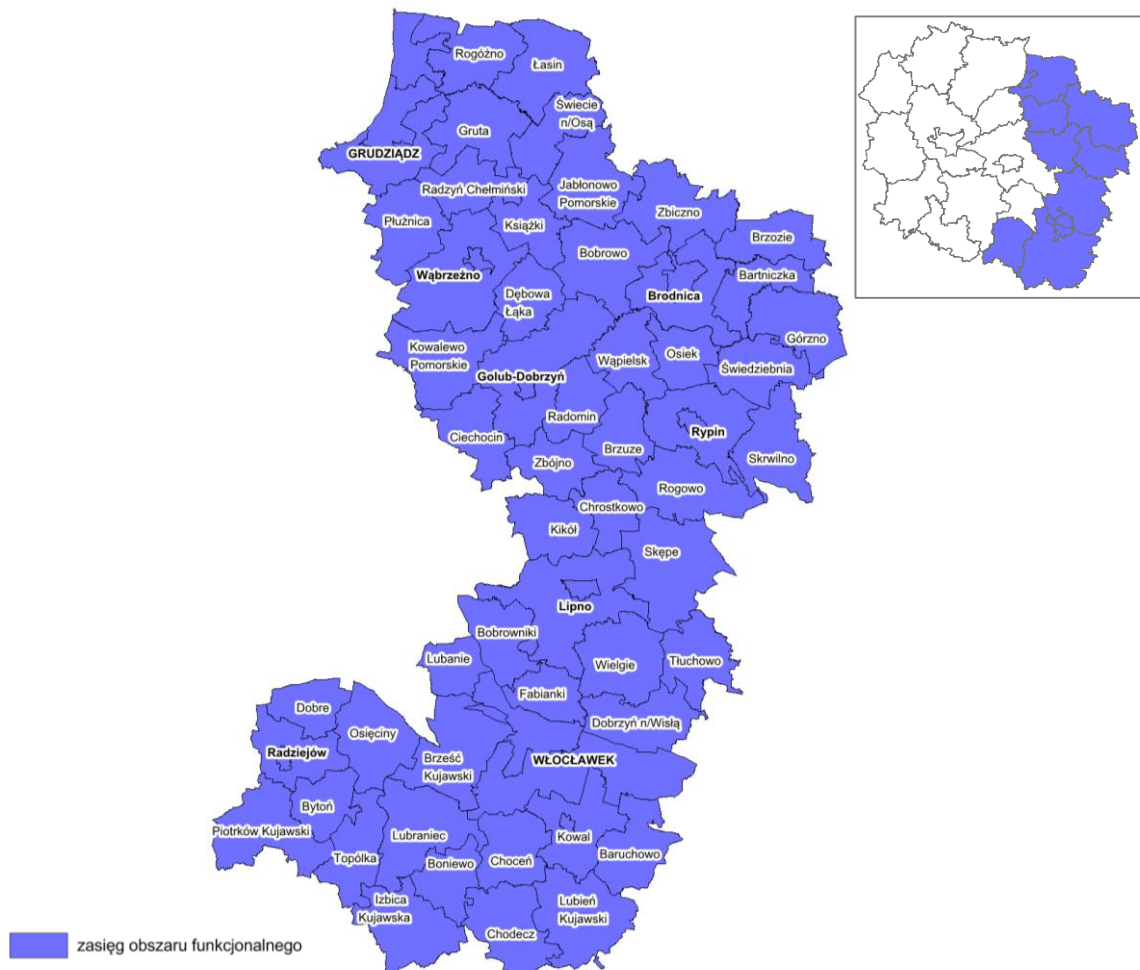 Rogóźno
Łasin
Świecie
n/Osą
Gruta
GRUDZIĄDZ
Radzyń Chełmiński
Jabłonowo
Pomorskie
Zbiczno
Płużnica
Książki
Brzozie
Bobrowo
Wąbrzeźno
Bartniczka
Brodnica
Dębowa
Łąka
Górzno
Kowalewo
Pomorskie
Wąpielsk
Osiek
Świedziebnia
Golub-Dobrzyń
Radomin
Rypin
Ciechocin
Brzuze
Zbójno
Skrwilno
Rogowo
Chrostkowo
Kikół
Skępe
Lipno
Bobrowniki
Lubanie
Wielgie
Tłuchowo
Fabianki
Dobre
Dobrzyń n/Wisłą
Osięciny
Radziejów
Brześć
Kujawski
WŁOCŁAWEK
Bytoń
Piotrków Kujawski
Lubraniec
Kowal
Topólka
Boniewo
Choceń
Baruchowo
Izbica
Kujawska
Lubień
Kujawski
Chodecz
zasięg obszaru funkcjonalnego